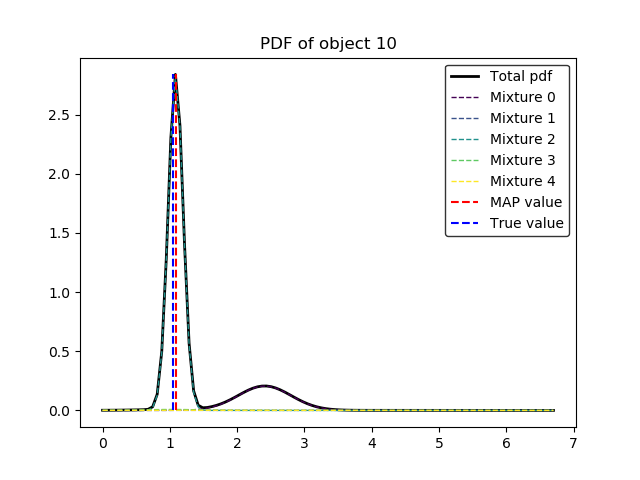 PDF of object 10
Total pdf
Mixture 0
Mixture 1
Mixture 2
Mixture 3
Mixture 4
MAP value
True value
2.5
2.0
1.5
1.0
0.5
0.0
0 1 2 3 4 5 6 7